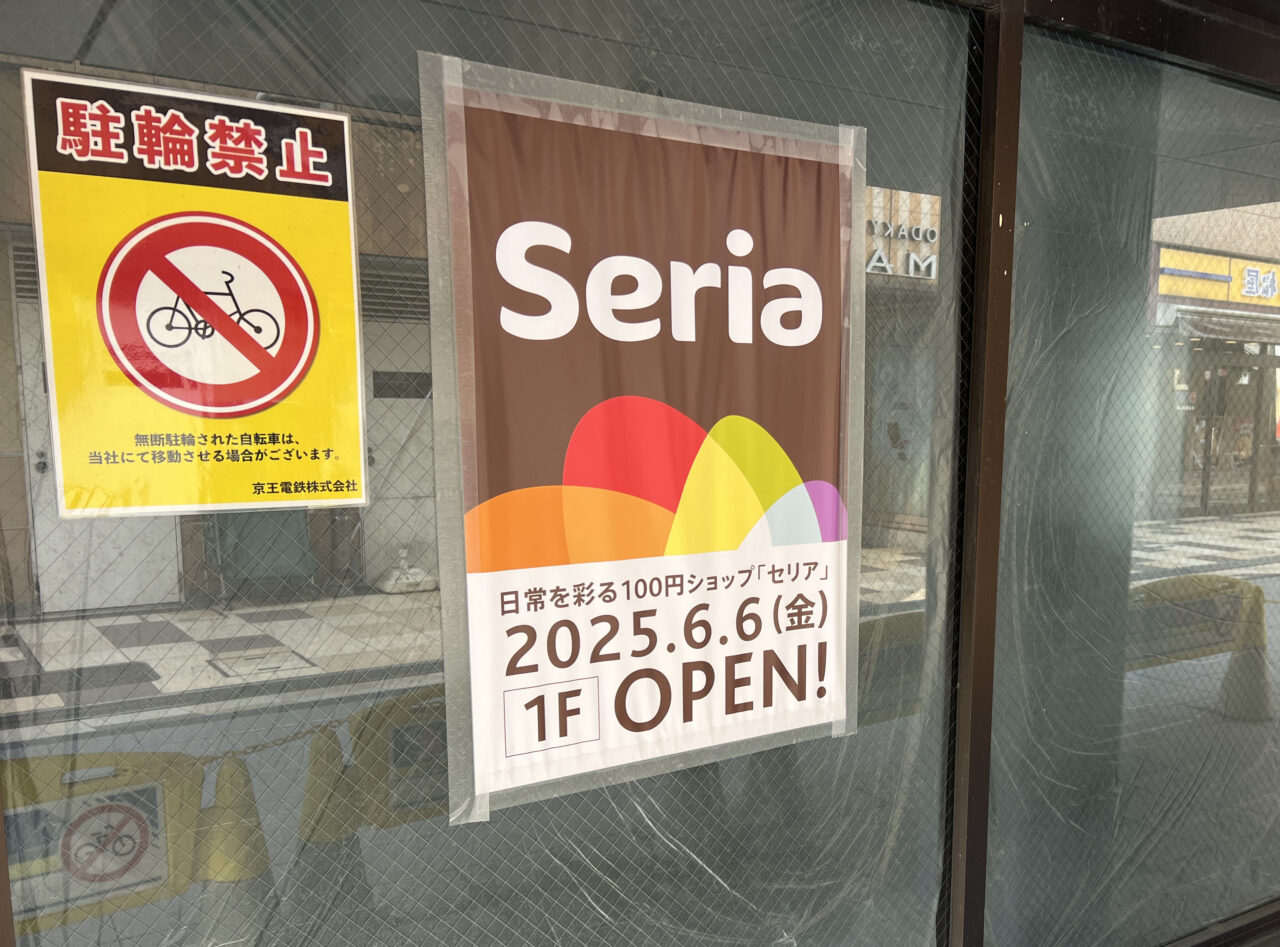 駐輪禁止
無断駐輪された自転車は、
当社にて移動させる場合がございます。
京王電鉄株式会社
Seria
日常を彩る100円ショップ「セリア」
2025.6.6(金)
1F OPEN!
ODAKY
MA